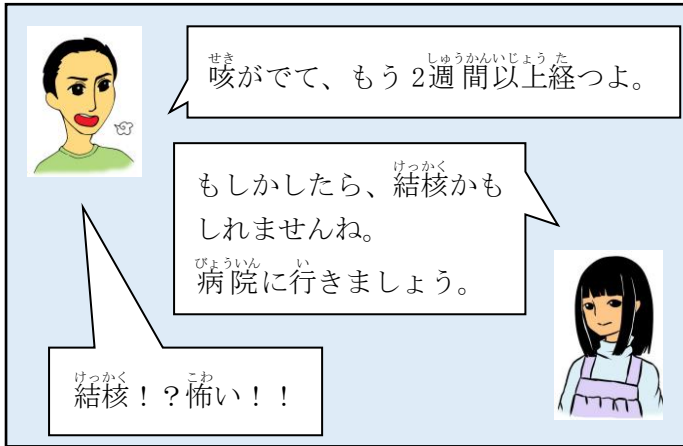 咳がでて、もう2週間以上経つよ。
もしかしたら、結核かも
しれませんね。
病院に行きましょう。
結核！？怖い！！